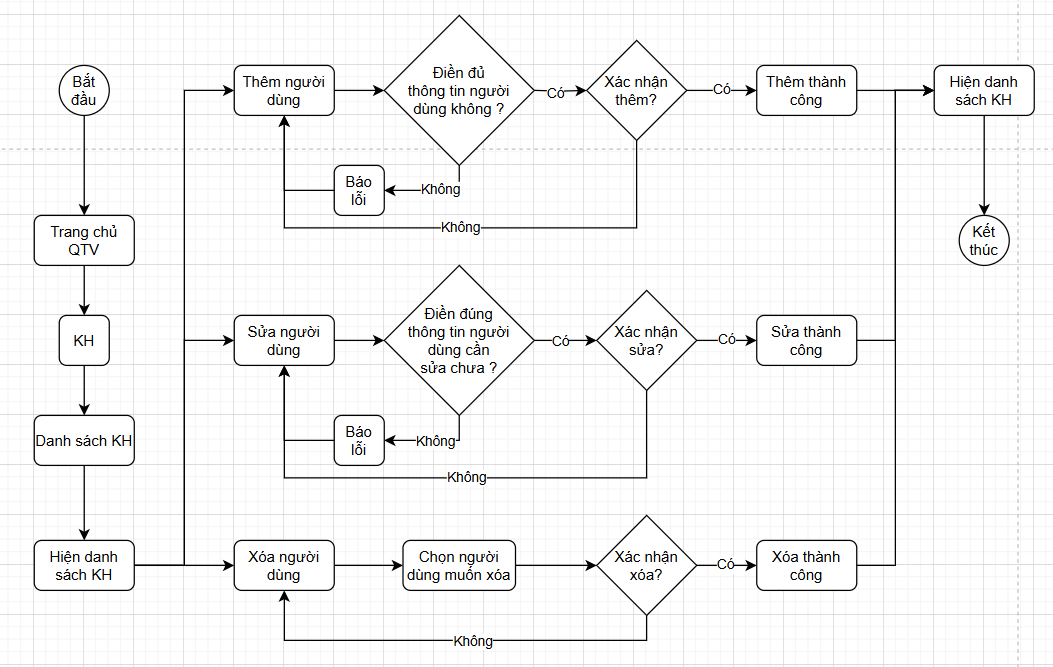 Bắt
đầu
Trang chủ
QTV
KH
Danh sách KH
Hiện danh
sách KH
Thêm người
dùng
Điền đủ
thông tin người
dùng không ?
Có
Xác nhận
thêm?
Có
Thêm thành
công
Hiện danh
sách KH
Kết
thúc
Báo
lỗi
Không
Không
Sửa người
dùng
Điền đúng
thông tin người
dùng cần
sửa chưa ?
Có
Xác nhận
sửa?
Có
Sửa thành
công
Báo
lỗi
Không
Không
Xóa người
dùng
Chọn người
dùng muốn xóa
Xác nhận
xóa?
Có
Xóa thành
công
Không